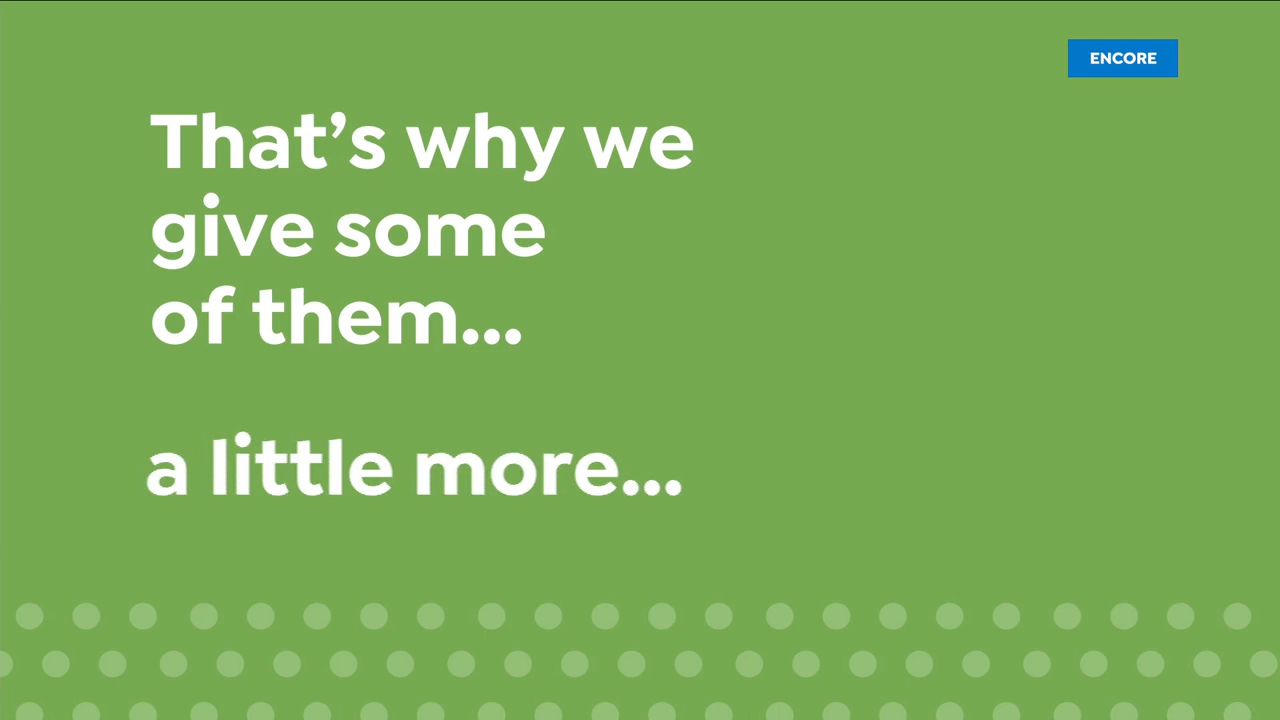 ENCORE
That’s why we
give some
of them...
a little more...